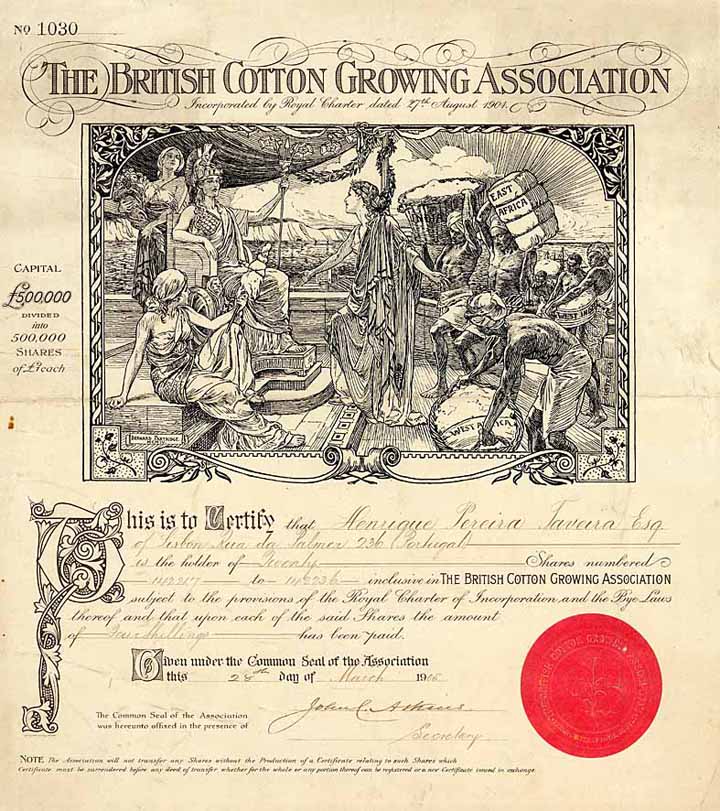 No 1030
THE BRITISH COTTON GROWING ASSOCIATION
Incorporated by Royal Charter dated 27th August 1904.
EAST
AFRICA
CAPITAL
£500,000
DIVIDED
into
500,000
SHARES
of £1 each
WEST AFRICA
BERNARD PARTRIDGE
This is to Certify that Henrique Pereira Taveira Esq
of Lisbon Rua da Palma 236 (Portugal)
is the holder of Twenty Shares numbered
142217 to 142236 inclusive in THE BRITISH COTTON GROWING ASSOCIATION
subject to the provisions of the Royal Charter of Incorporation and the Bye Laws
thereof and that upon each of the said Shares the amount
of Shillings has been paid.
Given under the Common Seal of the Association
this 28th day of March 190
The Common Seal of the Association
was hereunto affixed in the presence of
John C. Atkins
Secretary
NOTE The Association will not transfer any Shares without the Production of a Certificate relating to such Shares which
Certificate must be surrendered before any deed of transfer whether for the whole or any portion thereof can be registered or a new Certificate issued in exchange.